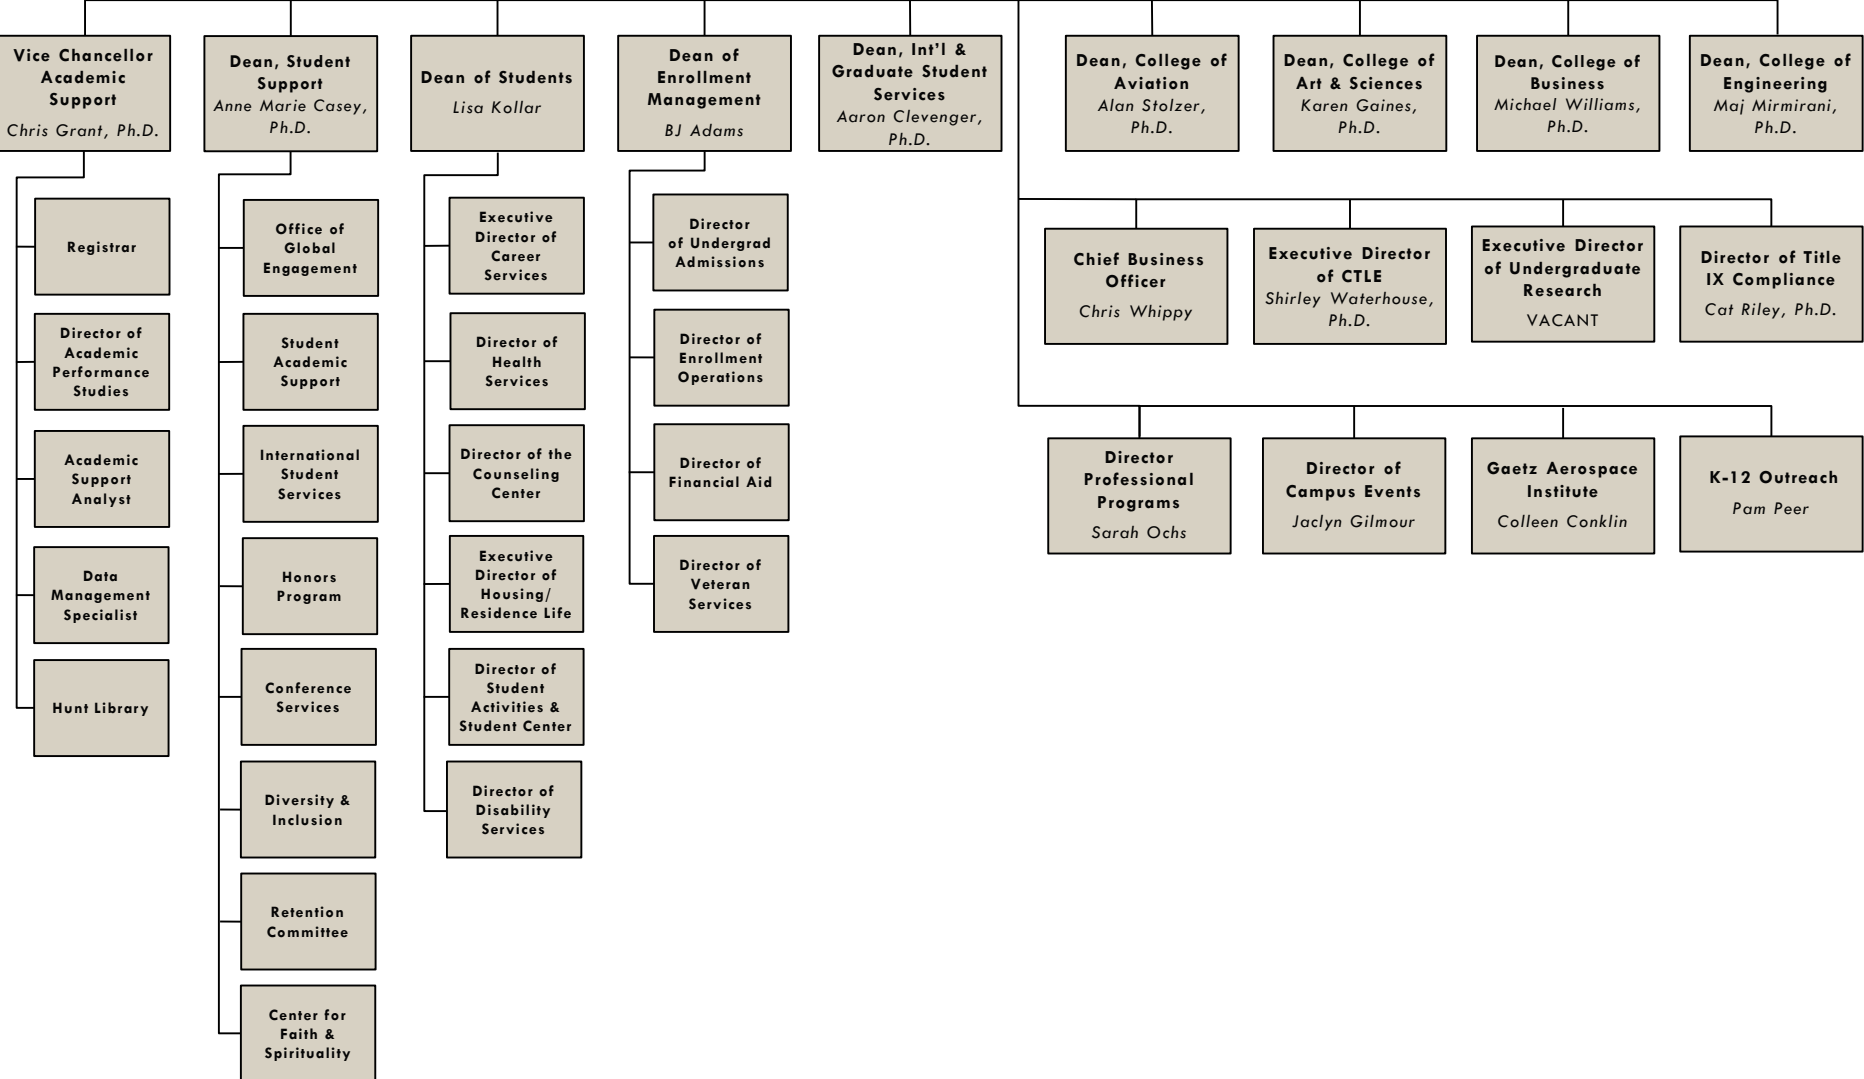 Vice Chancellor
Academic
Support
Chris Grant, Ph.D.
Dean, Student
Support
Anne Marie Casey,
Ph.D.
Dean of Students
Lisa Kollar
Dean of
Enrollment
Management
BJ Adams
Dean, Int'l &
Graduate Student
Services
Aaron Clevenger,
Ph.D.
Dean, College of
Aviation
Alan Stolzer,
Ph.D.
Dean, College of
Art & Sciences
Karen Gaines,
Ph.D.
Dean, College of
Business
Michael Williams,
Ph.D.
Dean, College of
Engineering
Maj Mirmirani,
Ph.D.
Registrar
Director of
Academic
Performance
Studies
Academic
Support
Analyst
Data
Management
Specialist
Hunt Library
Office of
Global
Engagement
Student
Academic
Support
International
Student
Services
Honors
Program
Conference
Services
Diversity &
Inclusion
Retention
Committee
Center for
Faith &
Spirituality
Executive
Director of
Career
Services
Director of
Health
Services
Director of the
Counseling
Center
Executive
Director of
Housing/
Residence Life
Director of
Student
Activities &
Student Center
Director of
Disability
Services
Director
of Undergrad
Admissions
Director of
Enrollment
Operations
Director of
Financial Aid
Director of
Veteran
Services
Chief Business
Officer
Chris Whippy
Executive Director
of CTLE
Shirley Waterhouse,
Ph.D.
Executive Director
of Undergraduate
Research
VACANT
Director of Title
IX Compliance
Cat Riley, Ph.D.
Director
Professional
Programs
Sarah Ochs
Director of
Campus Events
Jaclyn Gilmour
Gaetz Aerospace
Institute
Colleen Conklin
K-12 Outreach
Pam Peer